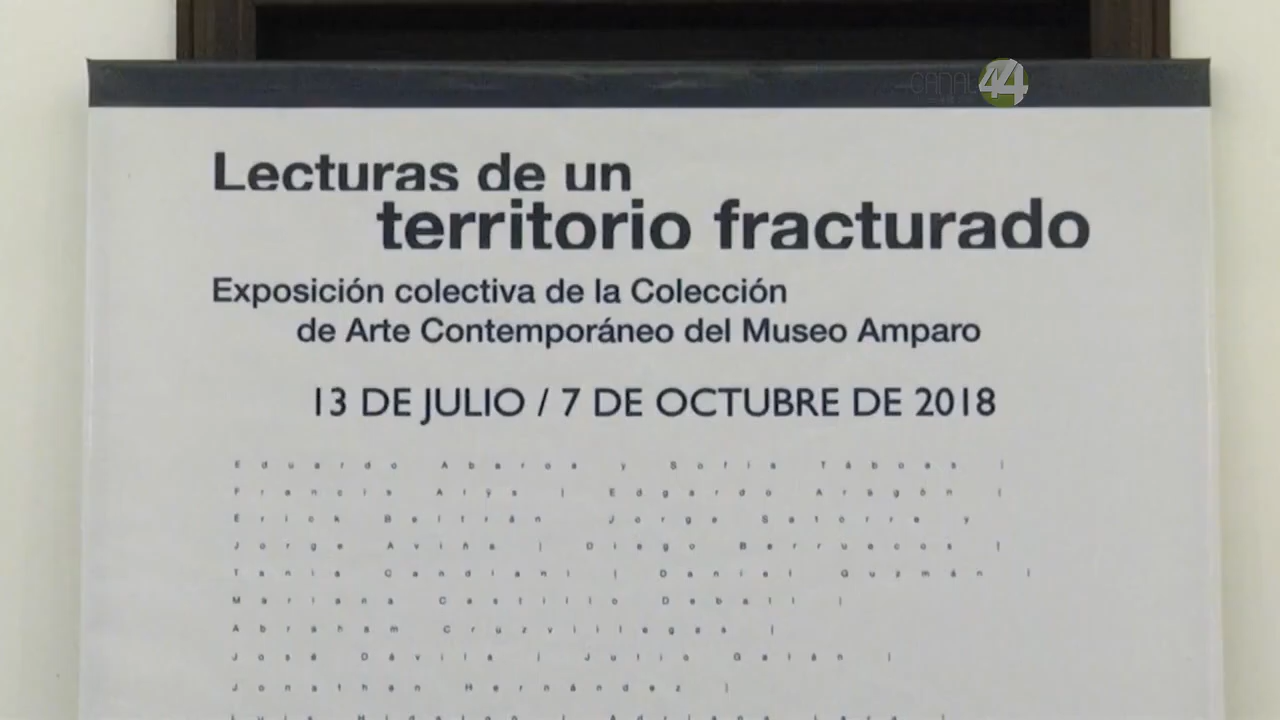 CANAL 44
Lecturas de un
territorio fracturado
Exposición colectiva de la Colección
de Arte Contemporáneo del Museo Amparo
13 DE JULIO / 7 DE OCTUBRE DE 2018
Eduardo Abaroa y Sofía Táboas |
Francis Alÿs | Edgardo Aragón |
Erick Beltrán Jorge Satorre y
Jorge Aviña | Diego Berruecos |
Tania Candiani | Daniel Guzmán |
Mariana Castillo Deball |
Abraham Cruzvillegas |
José Dávila | Julio Galán |
Jonathan Hernández |